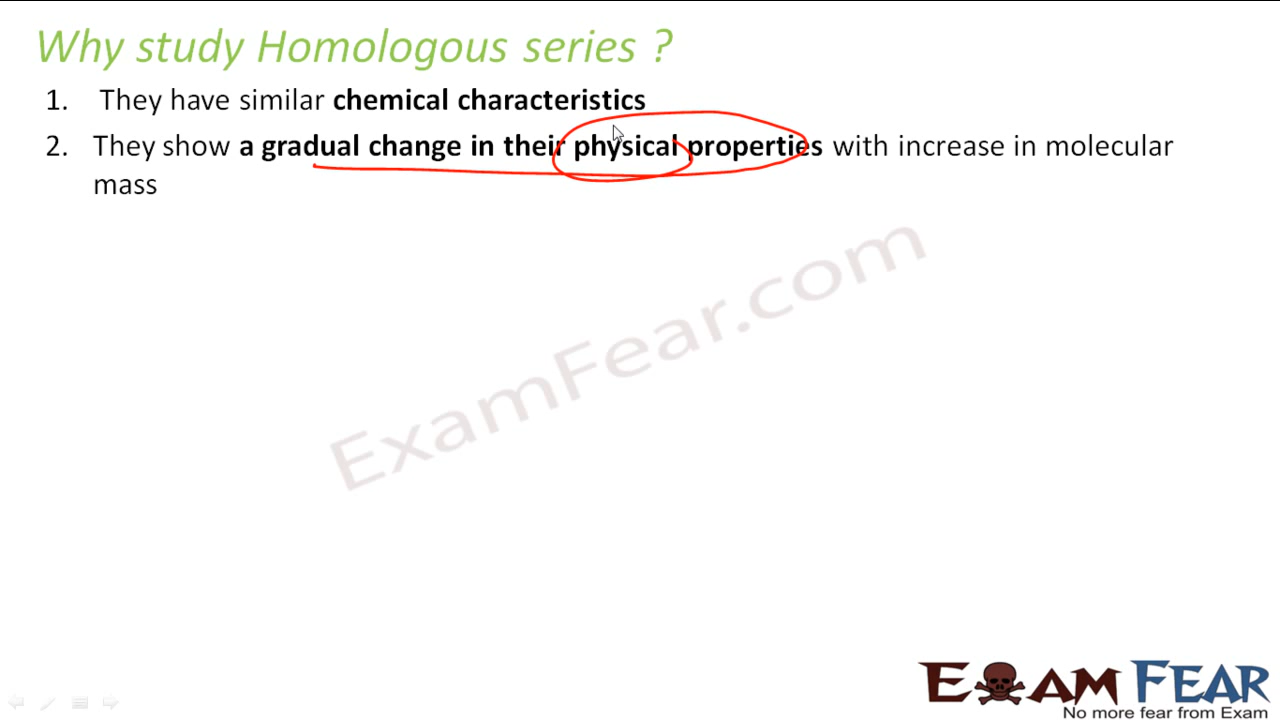 Why study Homologous series ?
1. They have similar chemical characteristics
2. They show a gradual change in their physical properties with increase in molecular
mass
ExamFear.com
EXAM FEAR
No more fear from Exam